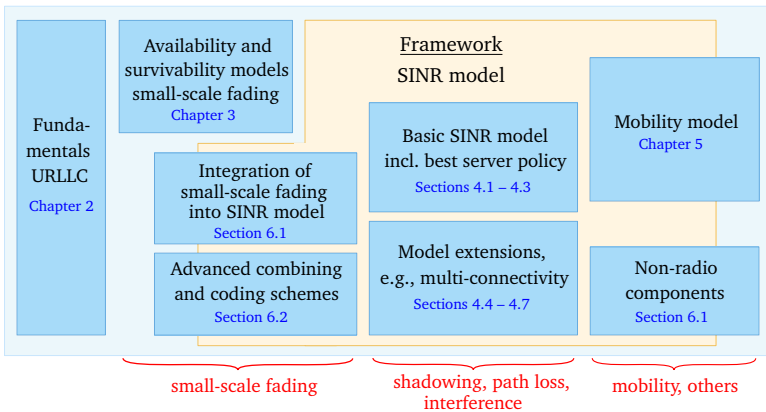 Funda-
mentals
URLLC
Chapter 2
Availability and
survivability models
small-scale fading
Chapter 3
Framework
SINR model
Integration of
small-scale fading
into SINR model
Section 6.1
Advanced combining
and coding schemes
Section 6.2
Basic SINR model
incl. best server policy
Sections 4.1 – 4.3
Model extensions,
e.g., multi-connectivity
Sections 4.4 – 4.7
Mobility model
Chapter 5
Non-radio
components
Section 6.1
small-scale fading
shadowing, path loss,
interference
mobility, others